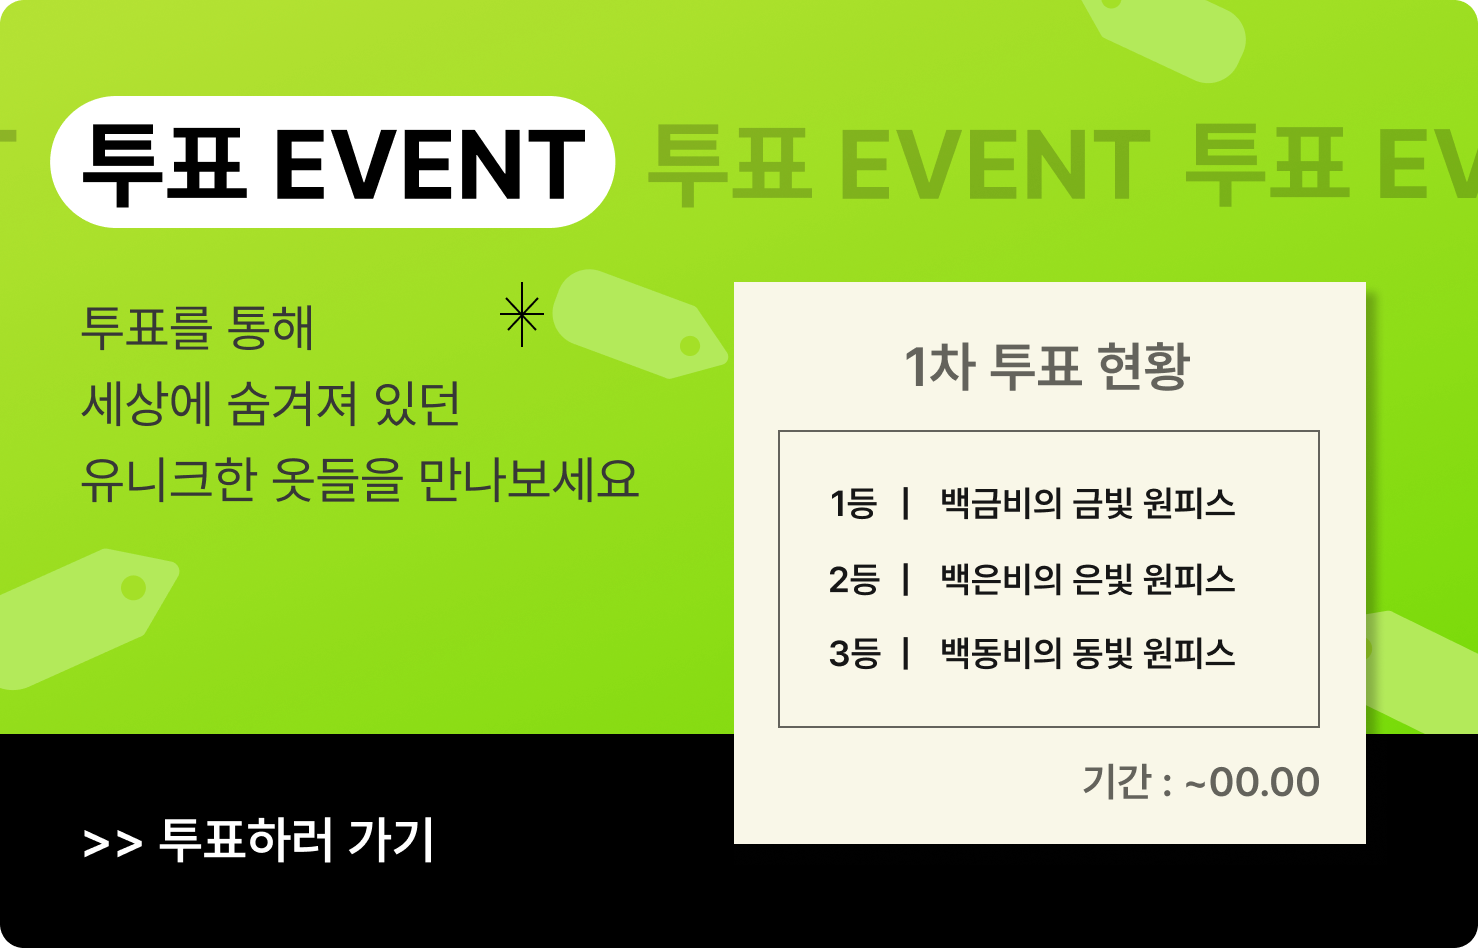 투표 EVENT 투표 EVENT 투표 EV
투표를 통해
세상에 숨겨져 있던
유니크한 옷들을 만나보세요
1차 투표 현황
1등 | 백금비의 금빛 원피스
2등 | 백은비의 은빛 원피스
3등 | 백동비의 동빛 원피스
기간 : ~00.00
>> 투표하러 가기